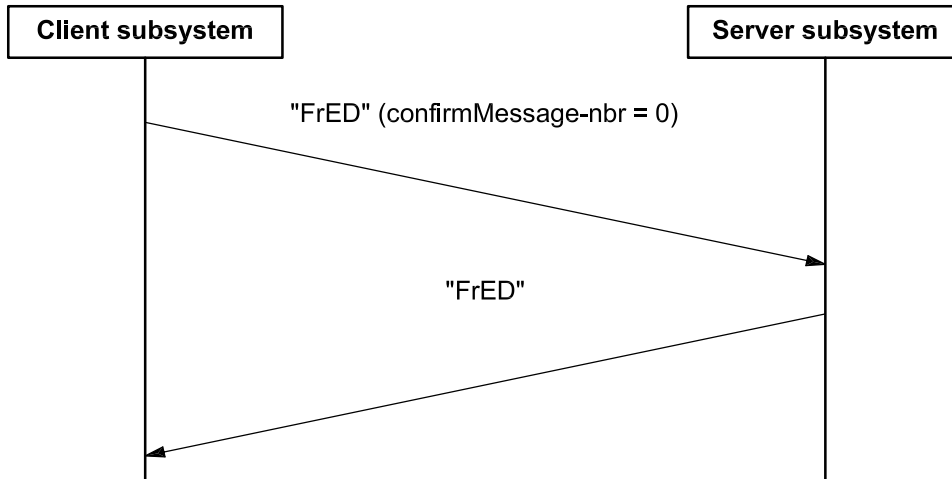 Client subsystem
Server subsystem
"FrED" (confirmMessage-nbr = 0)
"FrED"